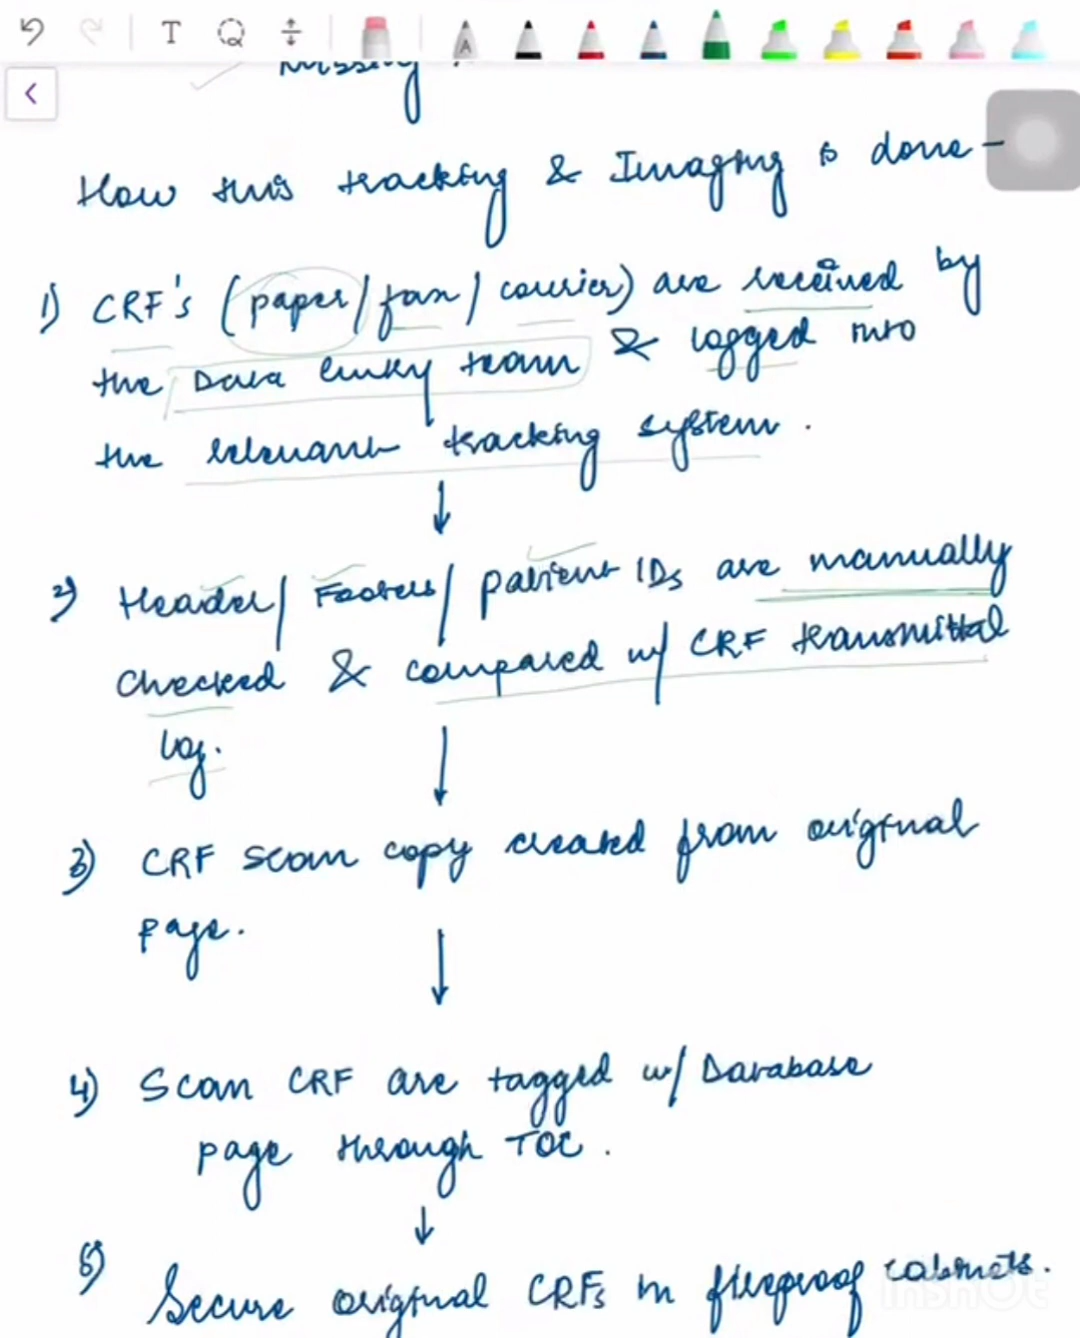 T
A
Missing
How this tracking & Imaging is done -
1) CRF's (paper/fax/courier) are received by
the Data Entry team & logged into
the relevant tracking system.
2) Header/Footers/patient IDs are manually
checked & compared w/ CRF transmittal
log.
3) CRF scan copy created from original
page.
4) Scan CRF are tagged w/ Database
page through TOC.
5) Secure original CRFs in fireproof cabinets.
InShOt